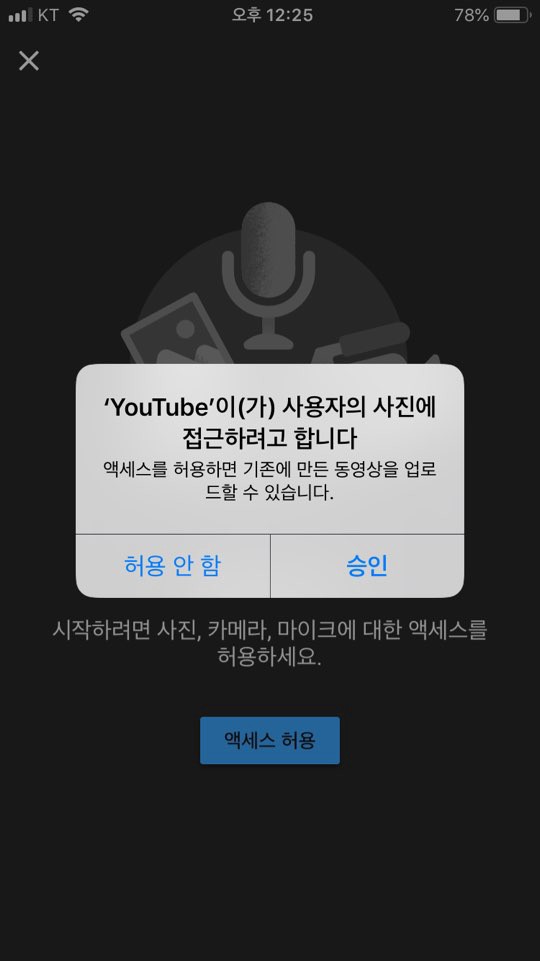 KT 오후 12:25 78%
‘YouTube’이(가) 사용자의 사진에
접근하려고 합니다
액세스를 허용하면 기존에 만든 동영상을 업로
드할 수 있습니다.
허용 안 함 승인
시작하려면 사진, 카메라, 마이크에 대한 액세스를
허용하세요.
액세스 허용